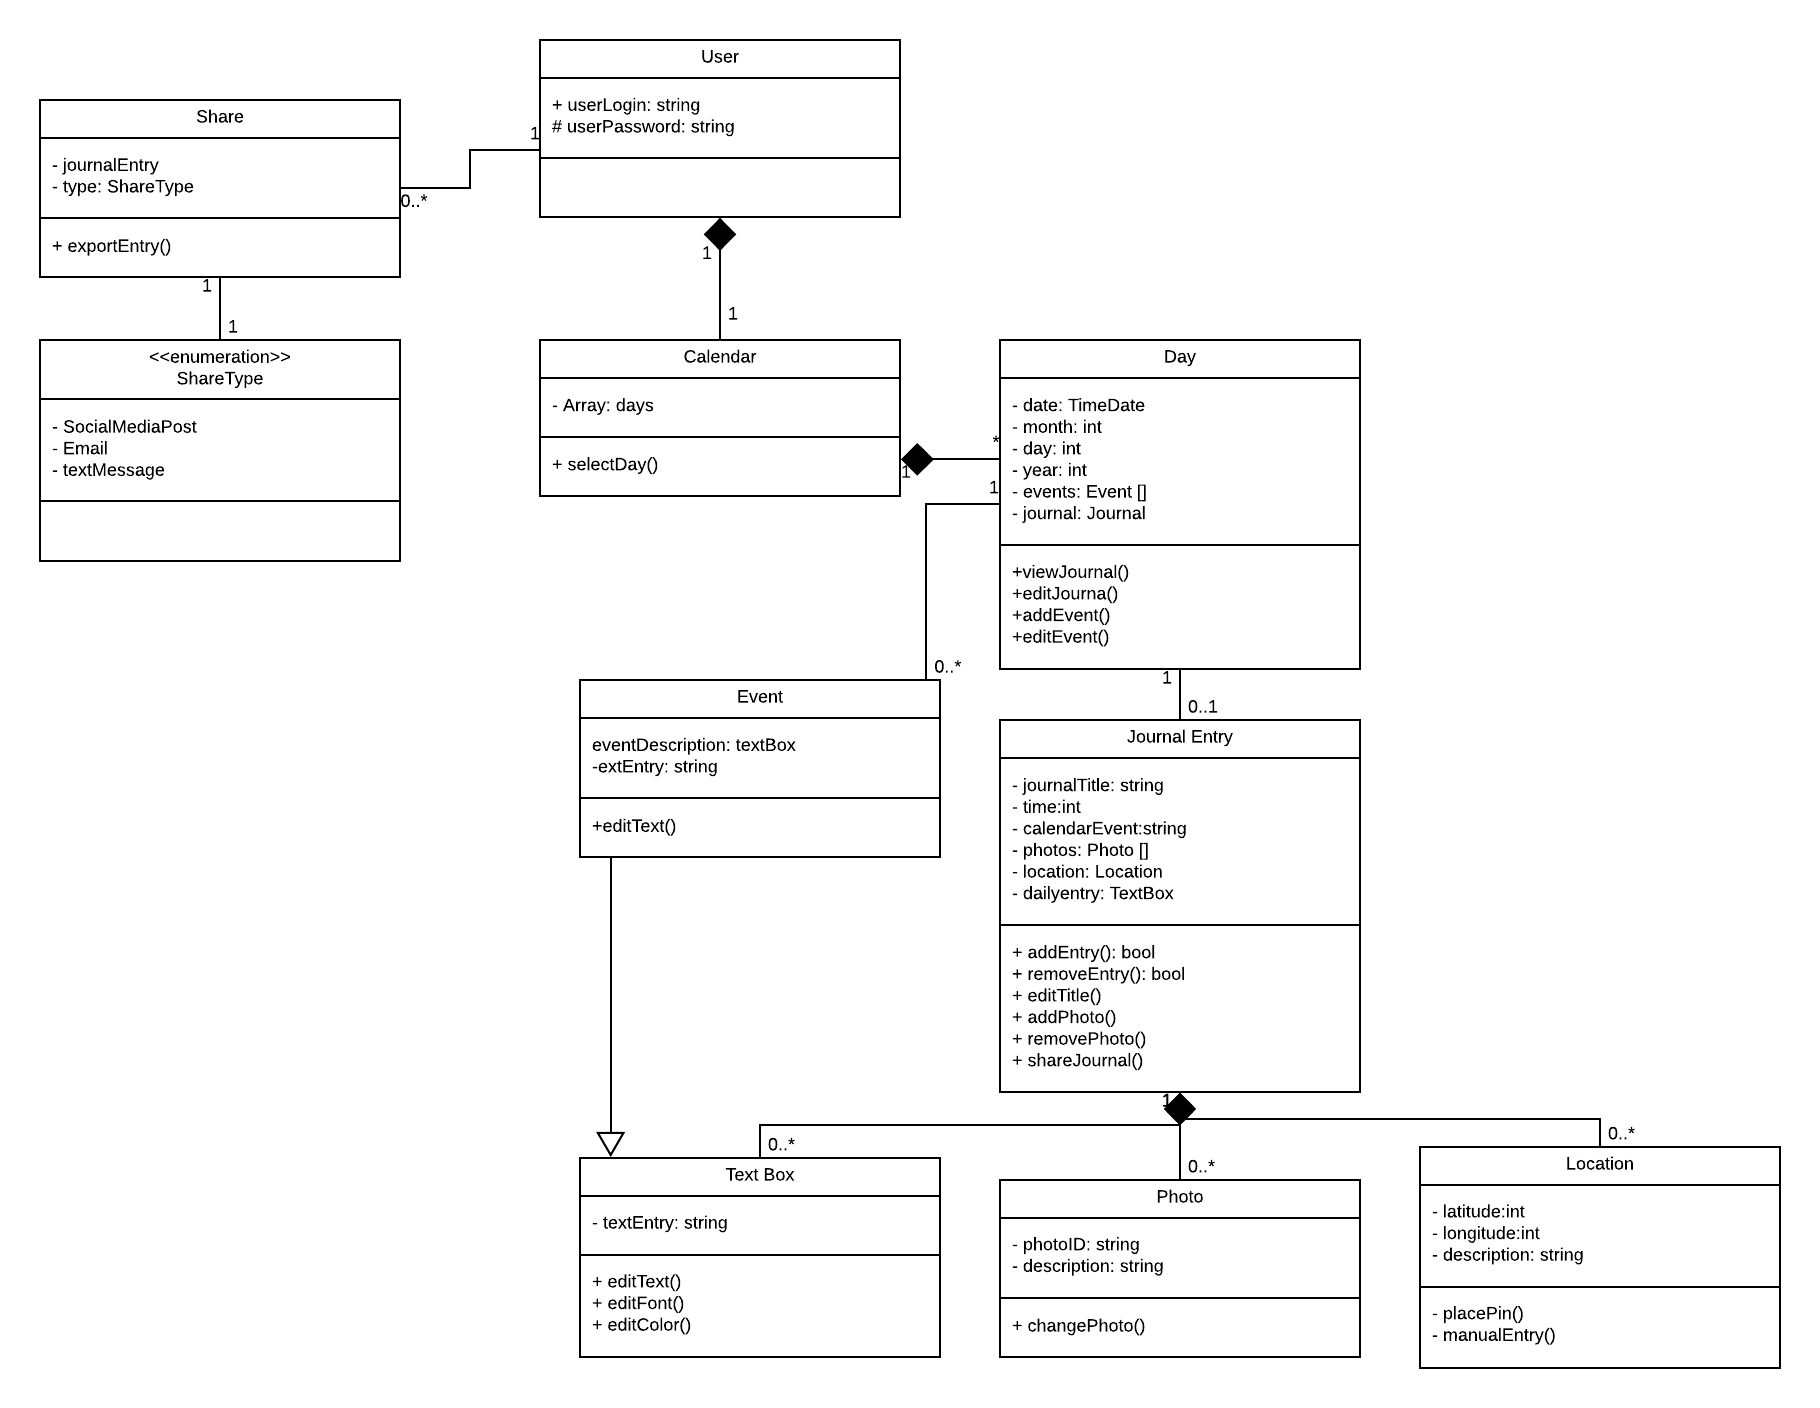 User
+ userLogin: string
# userPassword: string
1
Share
- journalEntry
- type: ShareType
+ exportEntry()
0..*
1
1
<<enumeration>>
ShareType
- SocialMediaPost
- Email
- textMessage
1
1
Calendar
- Array: days
+ selectDay()
1
*
Day
- date: TimeDate
- month: int
- day: int
- year: int
- events: Event []
- journal: Journal
+viewJournal()
+editJourna()
+addEvent()
+editEvent()
1
0..*
1
0..1
Event
eventDescription: textBox
-extEntry: string
+editText()
Journal Entry
- journalTitle: string
- time:int
- calendarEvent:string
- photos: Photo []
- location: Location
- dailyentry: TextBox
+ addEntry(): bool
+ removeEntry(): bool
+ editTitle()
+ addPhoto()
+ removePhoto()
+ shareJournal()
1
0..*
0..*
0..*
Text Box
- textEntry: string
+ editText()
+ editFont()
+ editColor()
Photo
- photoID: string
- description: string
+ changePhoto()
Location
- latitude:int
- longitude:int
- description: string
- placePin()
- manualEntry()